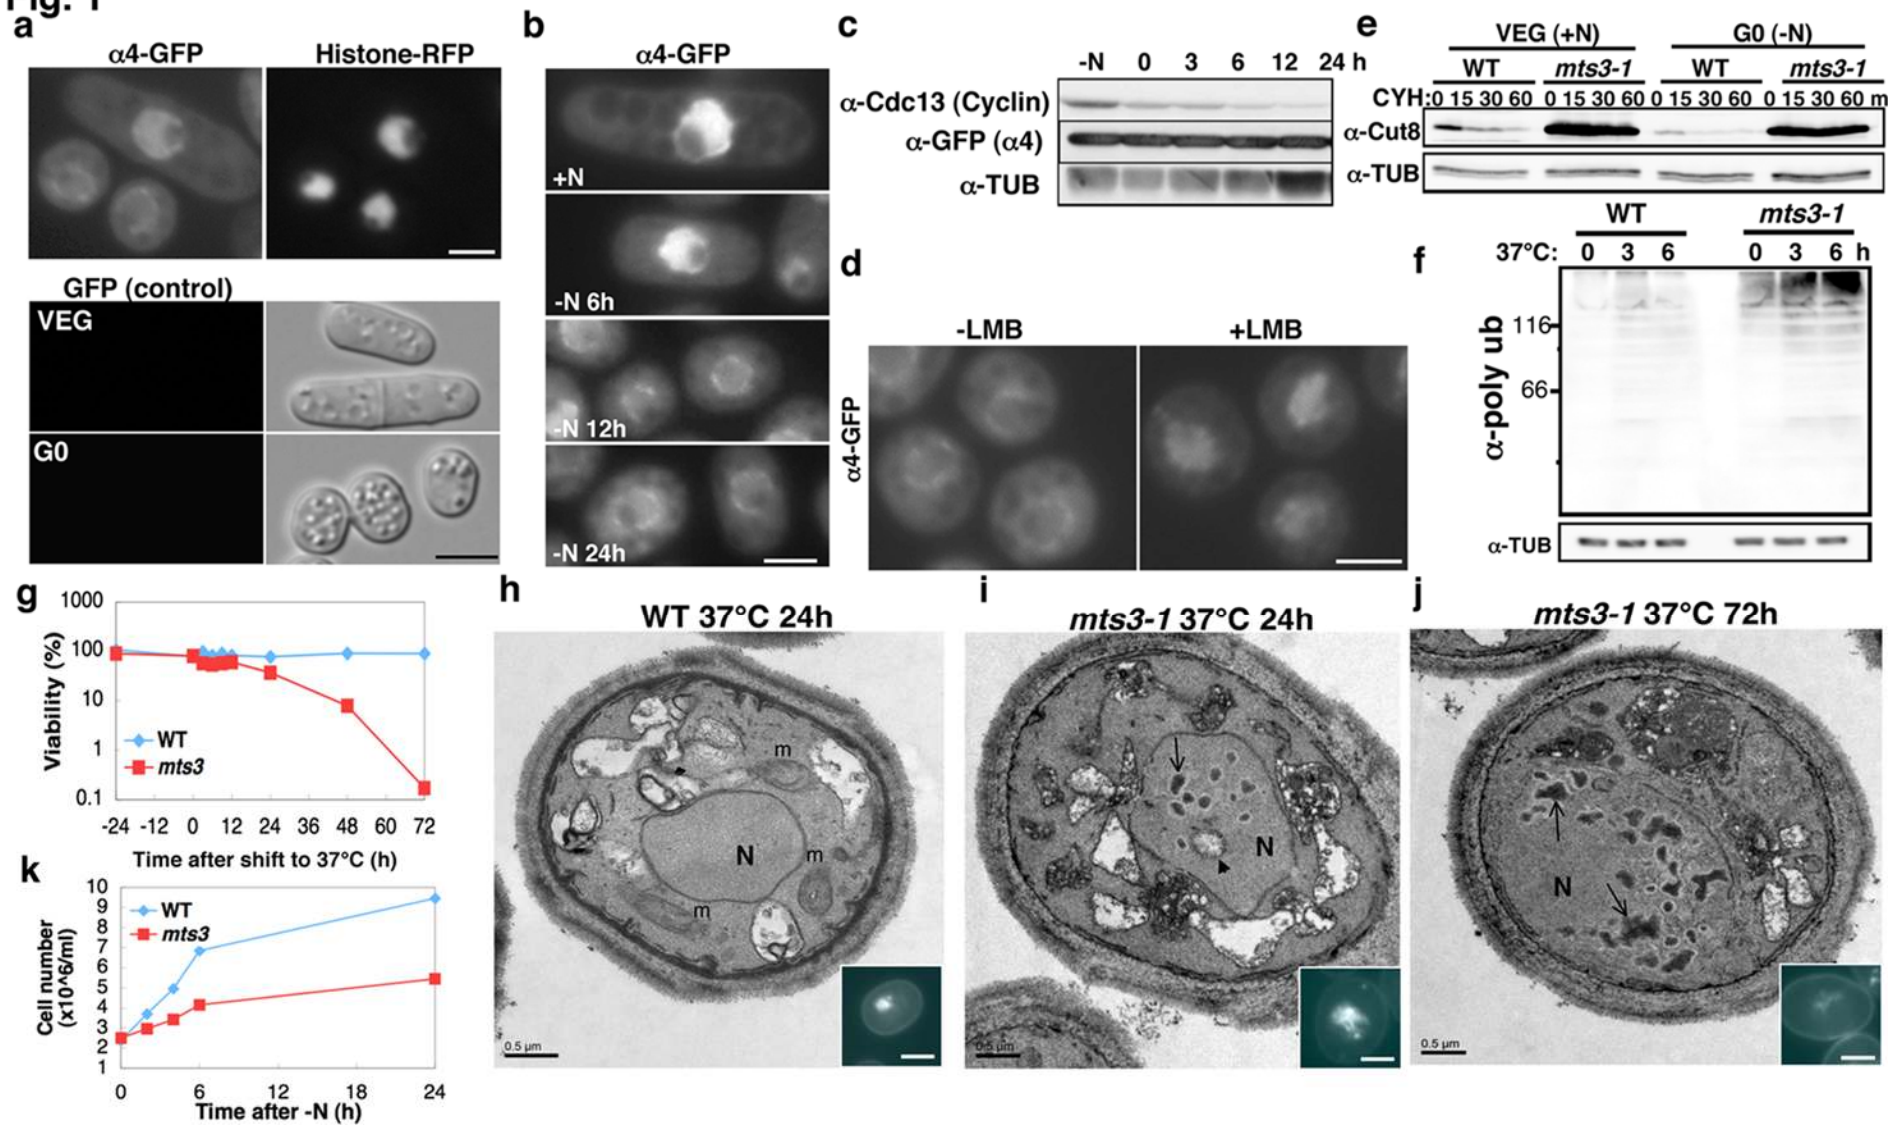 Fig. 1
a
α4-GFP
Histone-RFP
GFP (control)
VEG
G0
b
α4-GFP
+N
-N 6h
-N 12h
-N 24h
c
-N 0 3 6 12 24 h
α-Cdc13 (Cyclin)
α-GFP (α4)
α-TUB
d
-LMB
+LMB
α4-GFP
e
VEG (+N) G0 (-N)
WT mts3-1 WT mts3-1
CYH: 0 15 30 60 0 15 30 60 0 15 30 60 0 15 30 60 m
α-Cut8
α-TUB
f
WT mts3-1
37°C: 0 3 6 0 3 6 h
116
66
α-poly ub
α-TUB
g
1000
100
10
1
0.1
Viability (%)
WT
mts3
-24 -12 0 12 24 36 48 60 72
Time after shift to 37°C (h)
h
WT 37°C 24h
m
m
N
m
0.5 µm
i
mts3-1 37°C 24h
N
0.5 µm
j
mts3-1 37°C 72h
N
0.5 µm
k
10
9
8
7
6
5
4
3
2
1
Cell number
(x10^6/ml)
WT
mts3
0 6 12 18 24
Time after -N (h)